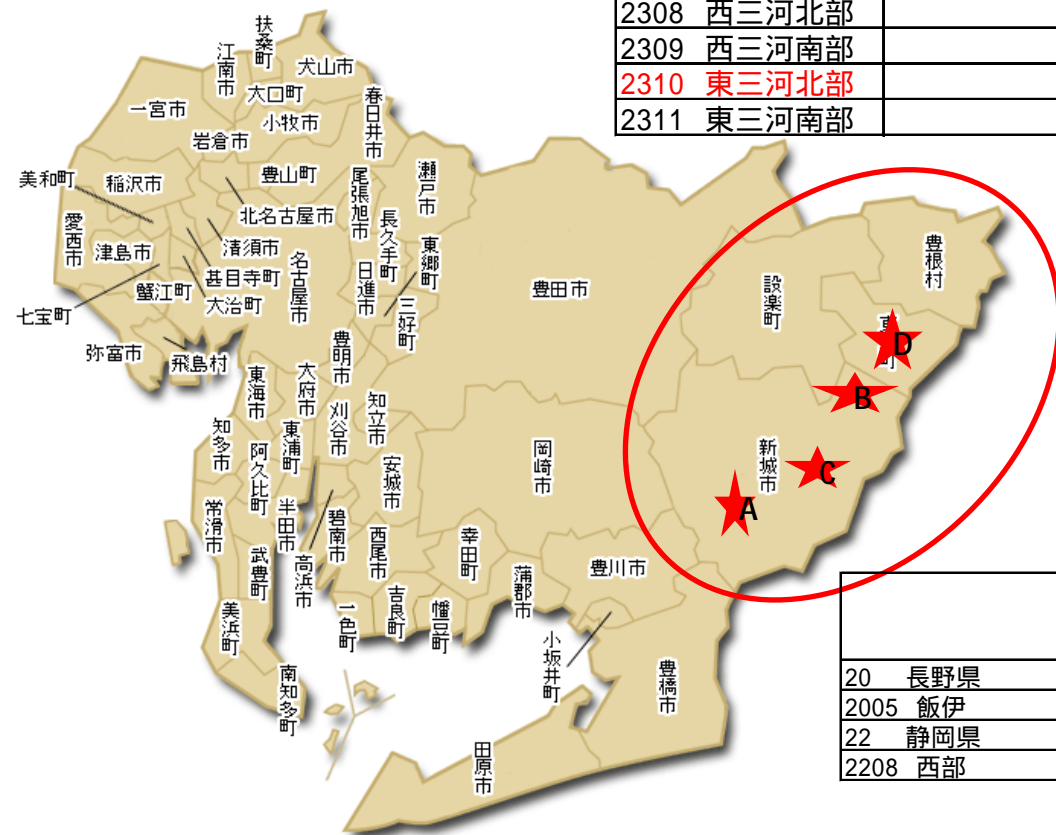 2308 西三河北部
2309 西三河南部
2310 東三河北部
2311 東三河南部
扶桑町
江南市
犬山市
大口町
一宮市
小牧市
春日井市
岩倉市
美和町
稲沢市
豊山町
瀬戸市
尾張旭市
北名古屋市
愛西市
長久手町
清須市
東郷町
津島市
甚目寺町
名古屋市
日進市
蟹江町
大治町
三好町
七宝町
弥富市
飛島村
豊明市
豊田市
設楽町
豊根村
東
町
D
B
C
A
新城市
東海市
大府市
刈谷市
知立市
知多市
阿久比町
東浦町
安城市
岡崎市
常滑市
半田市
碧南市
西尾市
幸田町
武豊町
高浜市
蒲郡市
豊川市
美浜町
一色町
吉良町
幡豆町
小坂井町
南知多町
豊橋市
田原市
20 長野県
2005 飯伊
22 静岡県
2208 西部